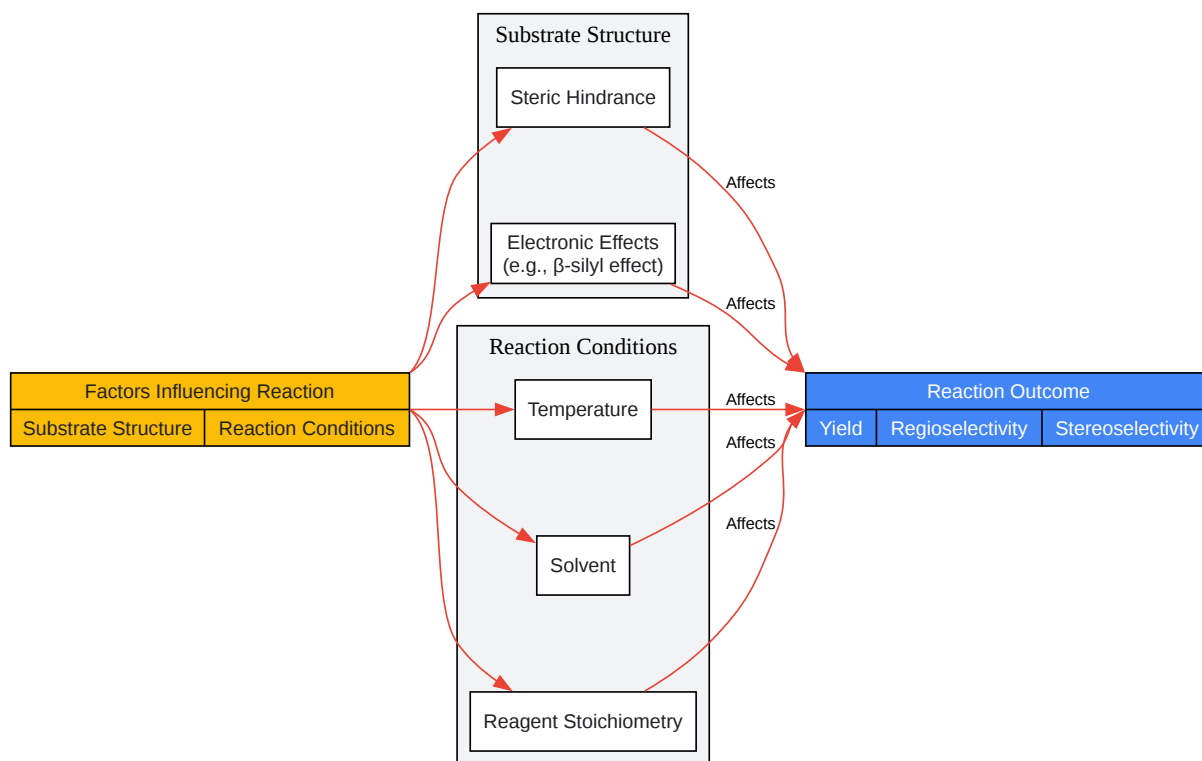 Substrate Structure
Steric Hindrance
Affects
Electronic Effects
(e.g., β-silyl effect)
Affects
Reaction Conditions
Factors Influencing Reaction
Substrate Structure
Reaction Conditions
Temperature
Affects
Reaction Outcome
Yield
Regioselectivity
Stereoselectivity
Affects
Solvent
Affects
Reagent Stoichiometry